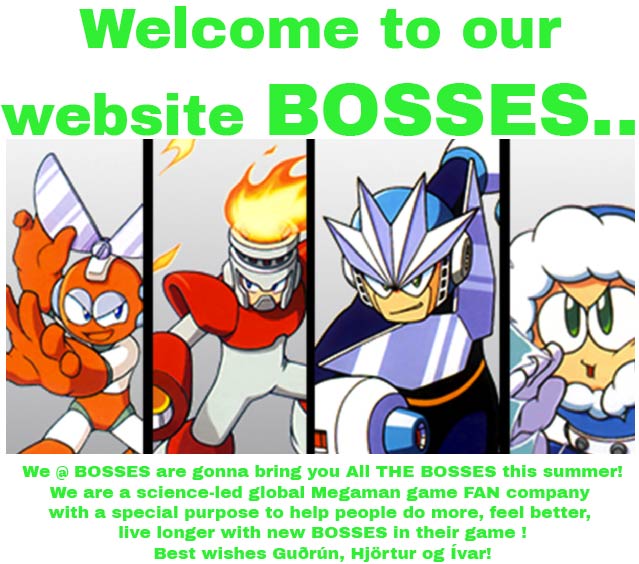 Welcome to our
website BOSSES..
We @ BOSSES are gonna bring you All THE BOSSES this summer!
We are a science-led global Megaman game FAN company
with a special purpose to help people do more, feel better,
live longer with new BOSSES in their game !
Best wishes Guðrún, Hjörtur og Ívar!